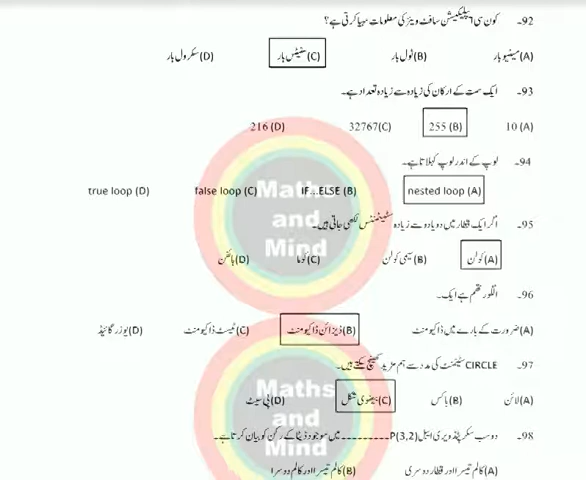 92۔ کون سی ایپلیکیشن سافٹ ویئر کی معلومات مہیا کرتی ہے؟
(A) مینیو بار (B) ٹول بار (C) سٹیٹس بار (D) سکرول بار
93۔ ایک سمت کے ارکان کی زیادہ سے زیادہ تعداد ہے۔
10 (A) 255 (B) 32767(C) 216 (D)
94۔ لوپ کے اندر لوپ کہلاتا ہے۔
nested loop (A) IF...ELSE (B) false loop (C) true loop (D)
95۔ اگر ایک قطار میں دو یا دو سے زیادہ سٹیٹمنٹس لکھی جاتی ہیں۔
(A) کولن (B) سیمی کولن (C) کوما (D) ہائفن
96۔ الگورتھم ہے ایک۔
(A) ضرورت کے بارے میں ڈاکیومنٹ (B) ڈیزائن ڈاکیومنٹ (C) ٹیسٹ ڈاکیومنٹ (D) یوزر گائیڈ
97۔ CIRCLE سٹیٹمنٹ کی مدد سے ہم مزید کھینچ سکتے ہیں۔
(A) لائن (B) باکس (C) بیضوی شکل (D) پی سیٹ
98۔ دو سب سکرپٹڈ ویری ایبل P(3,2)۔۔۔۔۔۔۔۔۔ میں موجود ڈیٹا کے رکن کو بیان کرتا ہے۔
(A) کالم تیسرا اور قطار دوسری (B) کالم تیسرا اور کالم دوسرا
Maths
and
Mind
Maths
and
Mind